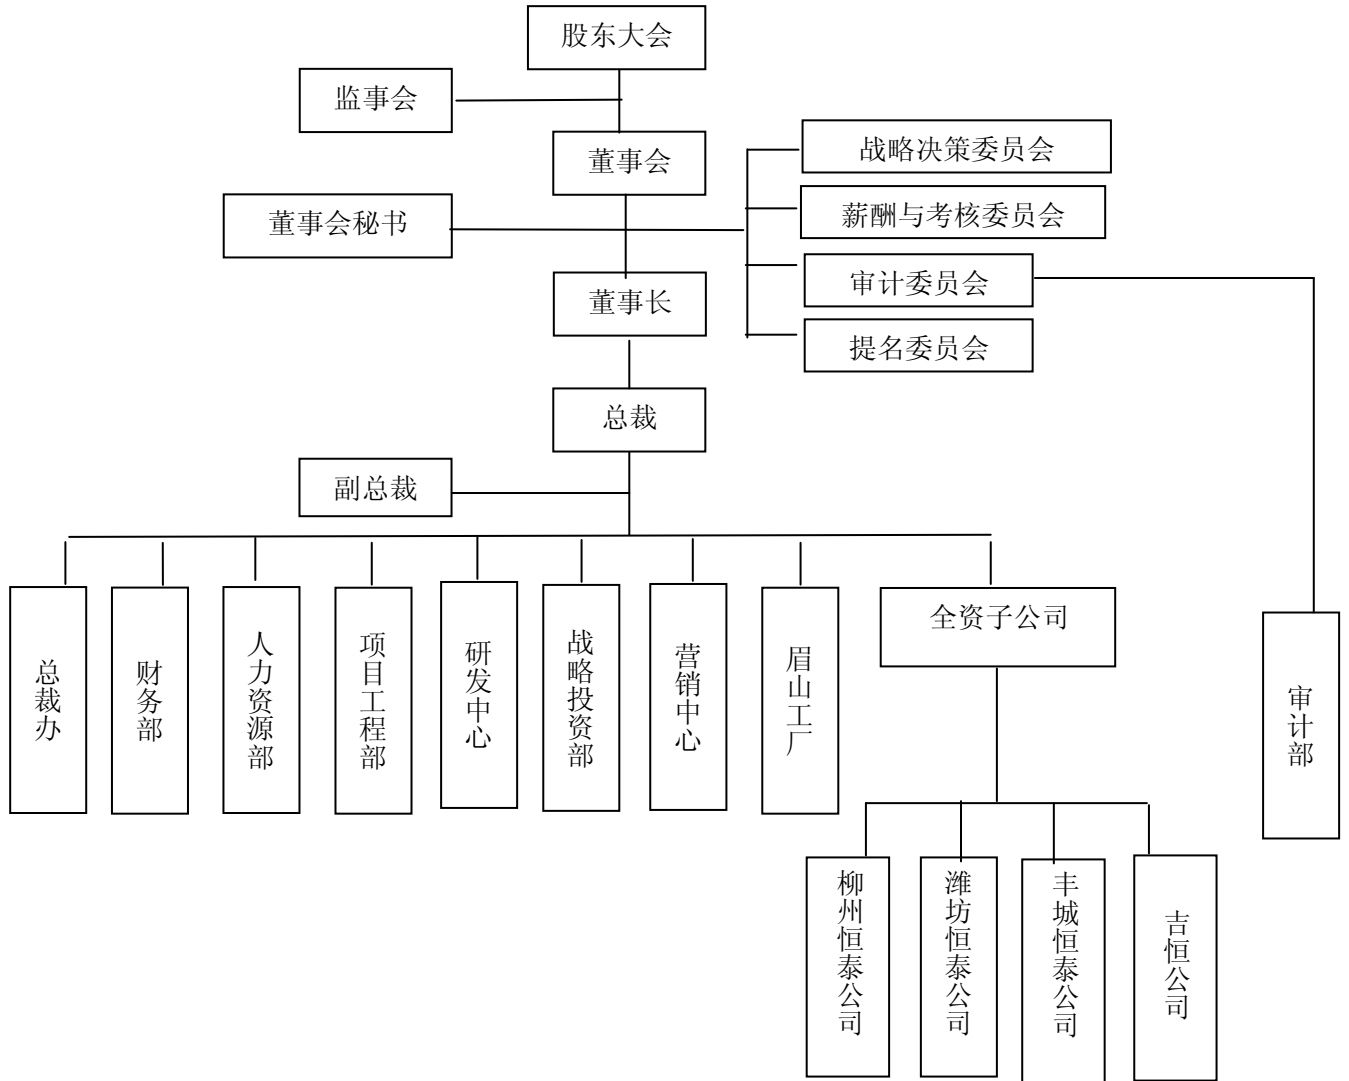 股东大会
监事会
董事会
战略决策委员会
薪酬与考核委员会
董事会秘书
审计委员会
董事长
提名委员会
总裁
副总裁
总裁办
财务部
人力资源部
项目工程部
研发中心
战略投资部
营销中心
眉山工厂
全资子公司
审计部
柳州恒泰公司
潍坊恒泰公司
丰城恒泰公司
吉恒公司